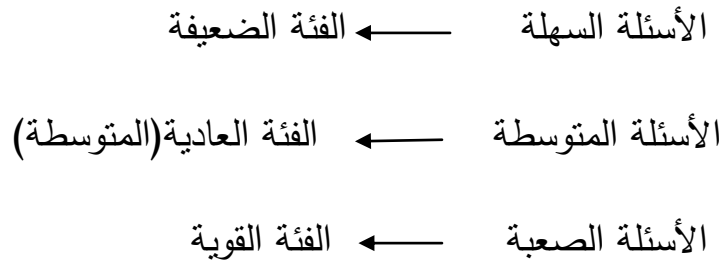 الأسئلة السهلة ← الفئة الضعيفة
الأسئلة المتوسطة ← الفئة العادية(المتوسطة)
الأسئلة الصعبة ← الفئة القوية